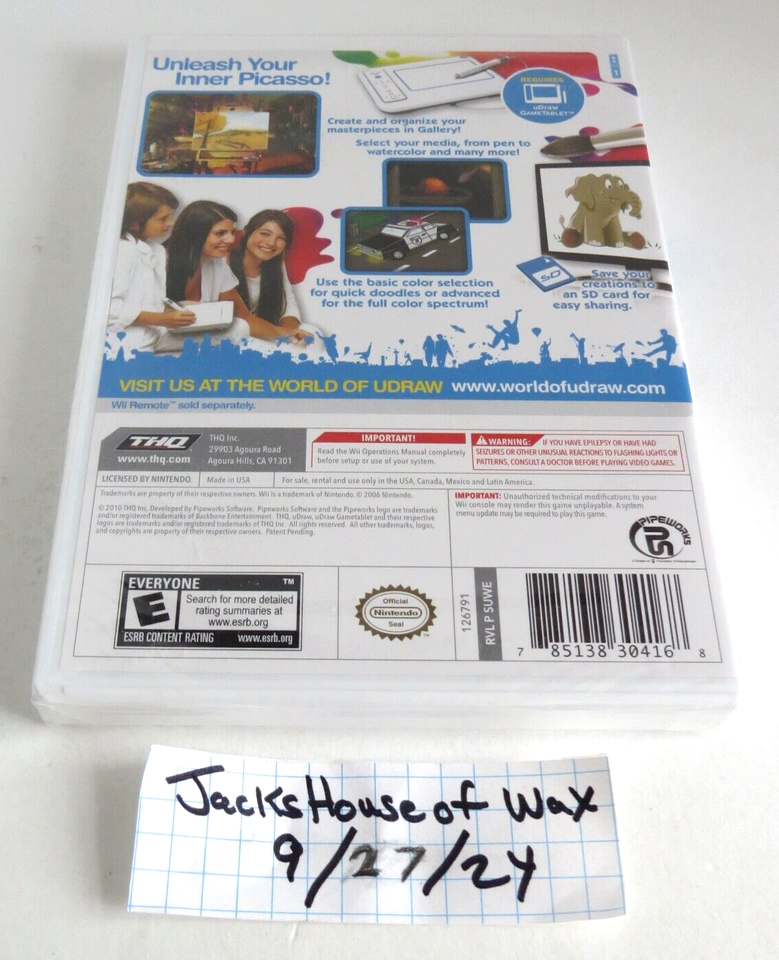 Unleash Your
Inner Picasso!
REQUIRES
uDraw
GAMETABLET™
Create and organize your
masterpieces in Gallery!
Select your media, from pen to
watercolor and many more!
SD
Save your
creations to
an SD card for
easy sharing.
Use the basic color selection
for quick doodles or advanced
for the full color spectrum!
VISIT US AT THE WORLD OF UDRAW www.worldofudraw.com
Wii Remote™ sold separately.
THQ
www.thq.com
THQ Inc.
29903 Agoura Road
Agoura Hills, CA 91301
IMPORTANT!
Read the Wii Operations Manual completely
before setup or use of your system.
WARNING: IF YOU HAVE EPILEPSY OR HAVE HAD
SEIZURES OR OTHER UNUSUAL REACTIONS TO FLASHING LIGHTS OR
PATTERNS, CONSULT A DOCTOR BEFORE PLAYING VIDEO GAMES.
LICENSED BY NINTENDO. Made in USA For sale, rental and use only in the USA, Canada, Mexico and Latin America.
Trademarks are property of their respective owners. Wii is a trademark of Nintendo. © 2006 Nintendo.
© 2010 THQ Inc. Developed by Pipeworks Software. Pipeworks Software and the Pipeworks logo are trademarks
and/or registered trademarks of Backbone Entertainment. THQ, uDraw, uDraw Gametablet and their respective
logos are trademarks and/or registered trademarks of THQ Inc. All rights reserved. All other trademarks, logos,
and copyrights are property of their respective owners. Patent Pending.
IMPORTANT: Unauthorized technical modifications to your
Wii console may render this game unplayable. A system
menu update may be required to play this game.
PIPEWORKS
EVERYONE ™
E
Search for more detailed
rating summaries at
www.esrb.org
ESRB CONTENT RATING www.esrb.org
Official
Nintendo
Seal
™
126791
RVL P SUWE
7 85138 30416 8
JacksHouseof Wax
9/27/24